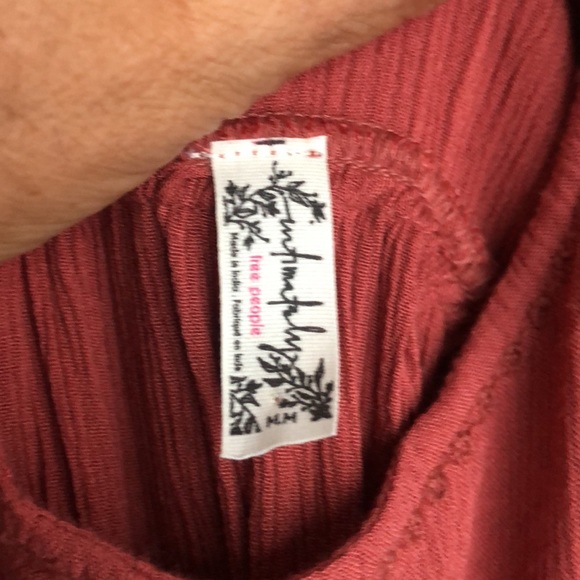 intimately
free people
Made in India . Fabriqué en Inde
M.M